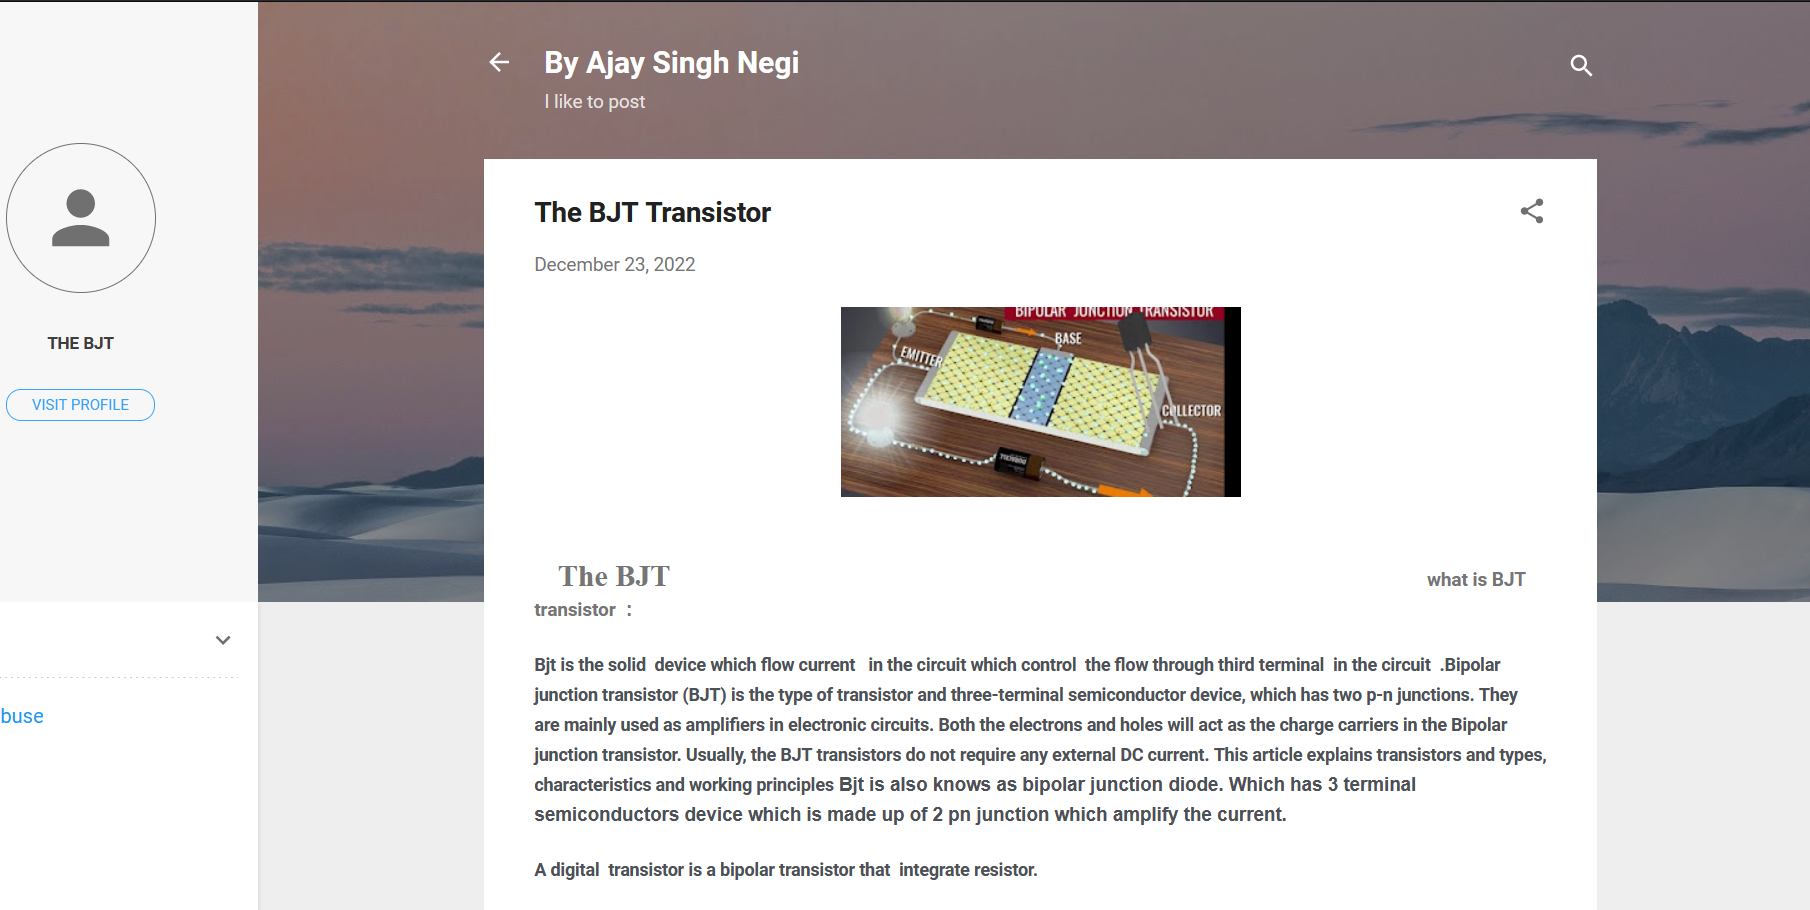 By Ajay Singh Negi
I like to post
THE BJT
VISIT PROFILE
buse
The BJT Transistor
December 23, 2022
BIPOLAR JUNCTION TRANSISTOR
BASE
EMITTER
COLLECTOR
DURACELL
The BJT what is BJT
transistor :
Bjt is the solid device which flow current in the circuit which control the flow through third terminal in the circuit .Bipolar
junction transistor (BJT) is the type of transistor and three-terminal semiconductor device, which has two p-n junctions. They
are mainly used as amplifiers in electronic circuits. Both the electrons and holes will act as the charge carriers in the Bipolar
junction transistor. Usually, the BJT transistors do not require any external DC current. This article explains transistors and types,
characteristics and working principles Bjt is also knows as bipolar junction diode. Which has 3 terminal
semiconductors device which is made up of 2 pn junction which amplify the current.
A digital transistor is a bipolar transistor that integrate resistor.